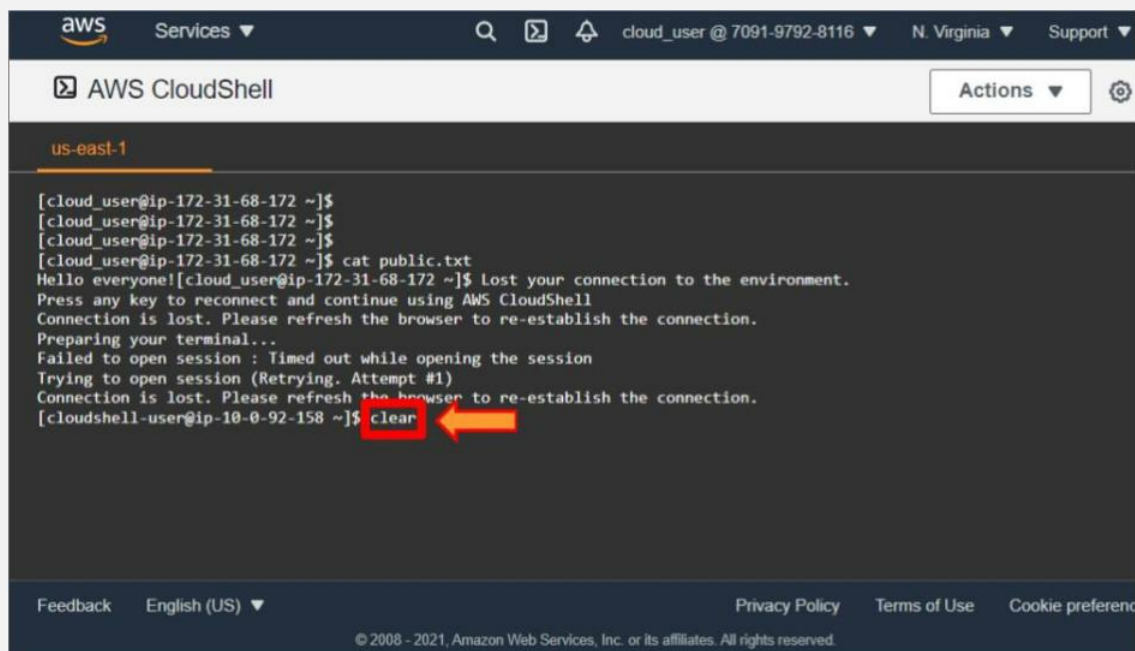 aws Services ▼ cloud_user @ 7091-9792-8116 ▼ N. Virginia ▼ Support ▼
AWS CloudShell Actions ▼
us-east-1
[cloud_user@ip-172-31-68-172 ~]$
[cloud_user@ip-172-31-68-172 ~]$
[cloud_user@ip-172-31-68-172 ~]$
[cloud_user@ip-172-31-68-172 ~]$ cat public.txt
Hello everyone![cloud_user@ip-172-31-68-172 ~]$ Lost your connection to the environment.
Press any key to reconnect and continue using AWS CloudShell
Connection is lost. Please refresh the browser to re-establish the connection.
Preparing your terminal...
Failed to open session : Timed out while opening the session
Trying to open session (Retrying. Attempt #1)
Connection is lost. Please refresh the browser to re-establish the connection.
[cloudshell-user@ip-10-0-92-158 ~]$ clear
Feedback English (US) ▼ Privacy Policy Terms of Use Cookie preferenc
© 2008 - 2021, Amazon Web Services, Inc. or its affiliates. All rights reserved.